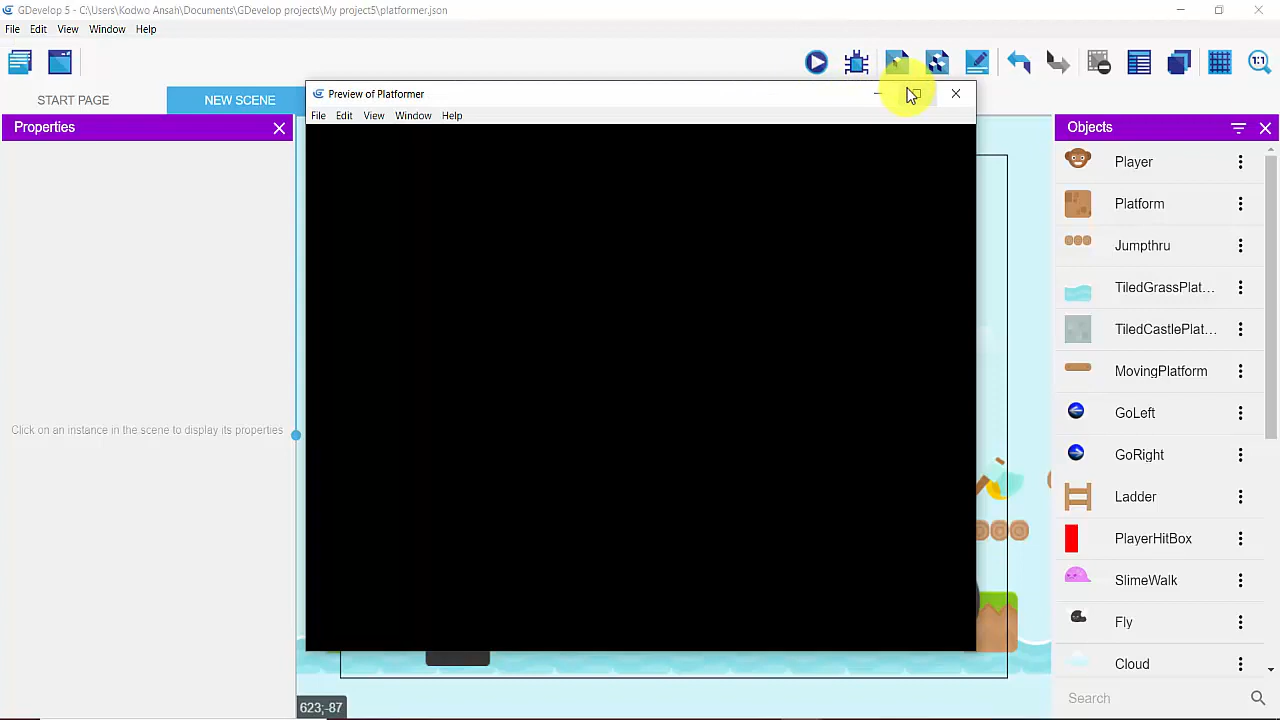 GDevelop 5 - C:\Users\Kodwo Ansah\Documents\GDevelop projects\My project5\platformer.json
File Edit View Window Help
1:1
START PAGE
NEW SCENE
Properties
Click on an instance in the scene to display its properties
Preview of Platformer
File Edit View Window Help
623;-87
Objects
Player
Platform
Jumpthru
TiledGrassPlat...
TiledCastlePlat...
MovingPlatform
GoLeft
GoRight
Ladder
PlayerHitBox
SlimeWalk
Fly
Cloud
Search